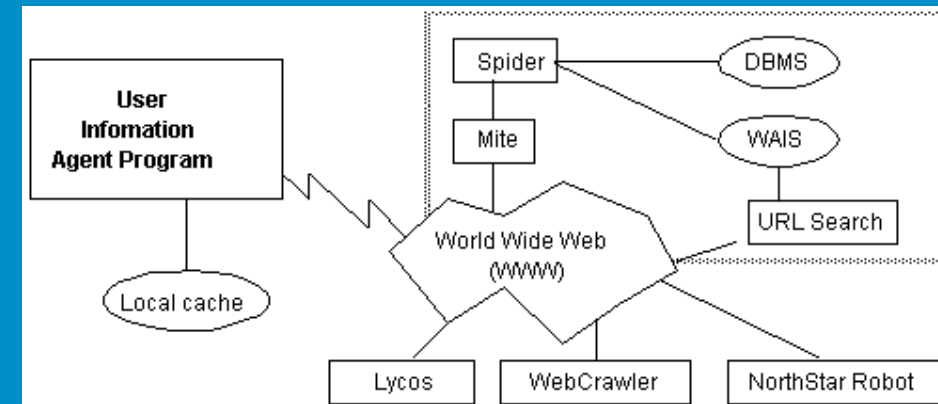 User
Infomation
Agent Program
Local cache
Spider
DBMS
Mite
WAIS
URL Search
World Wide Web
(WWW)
Lycos
WebCrawler
NorthStar Robot